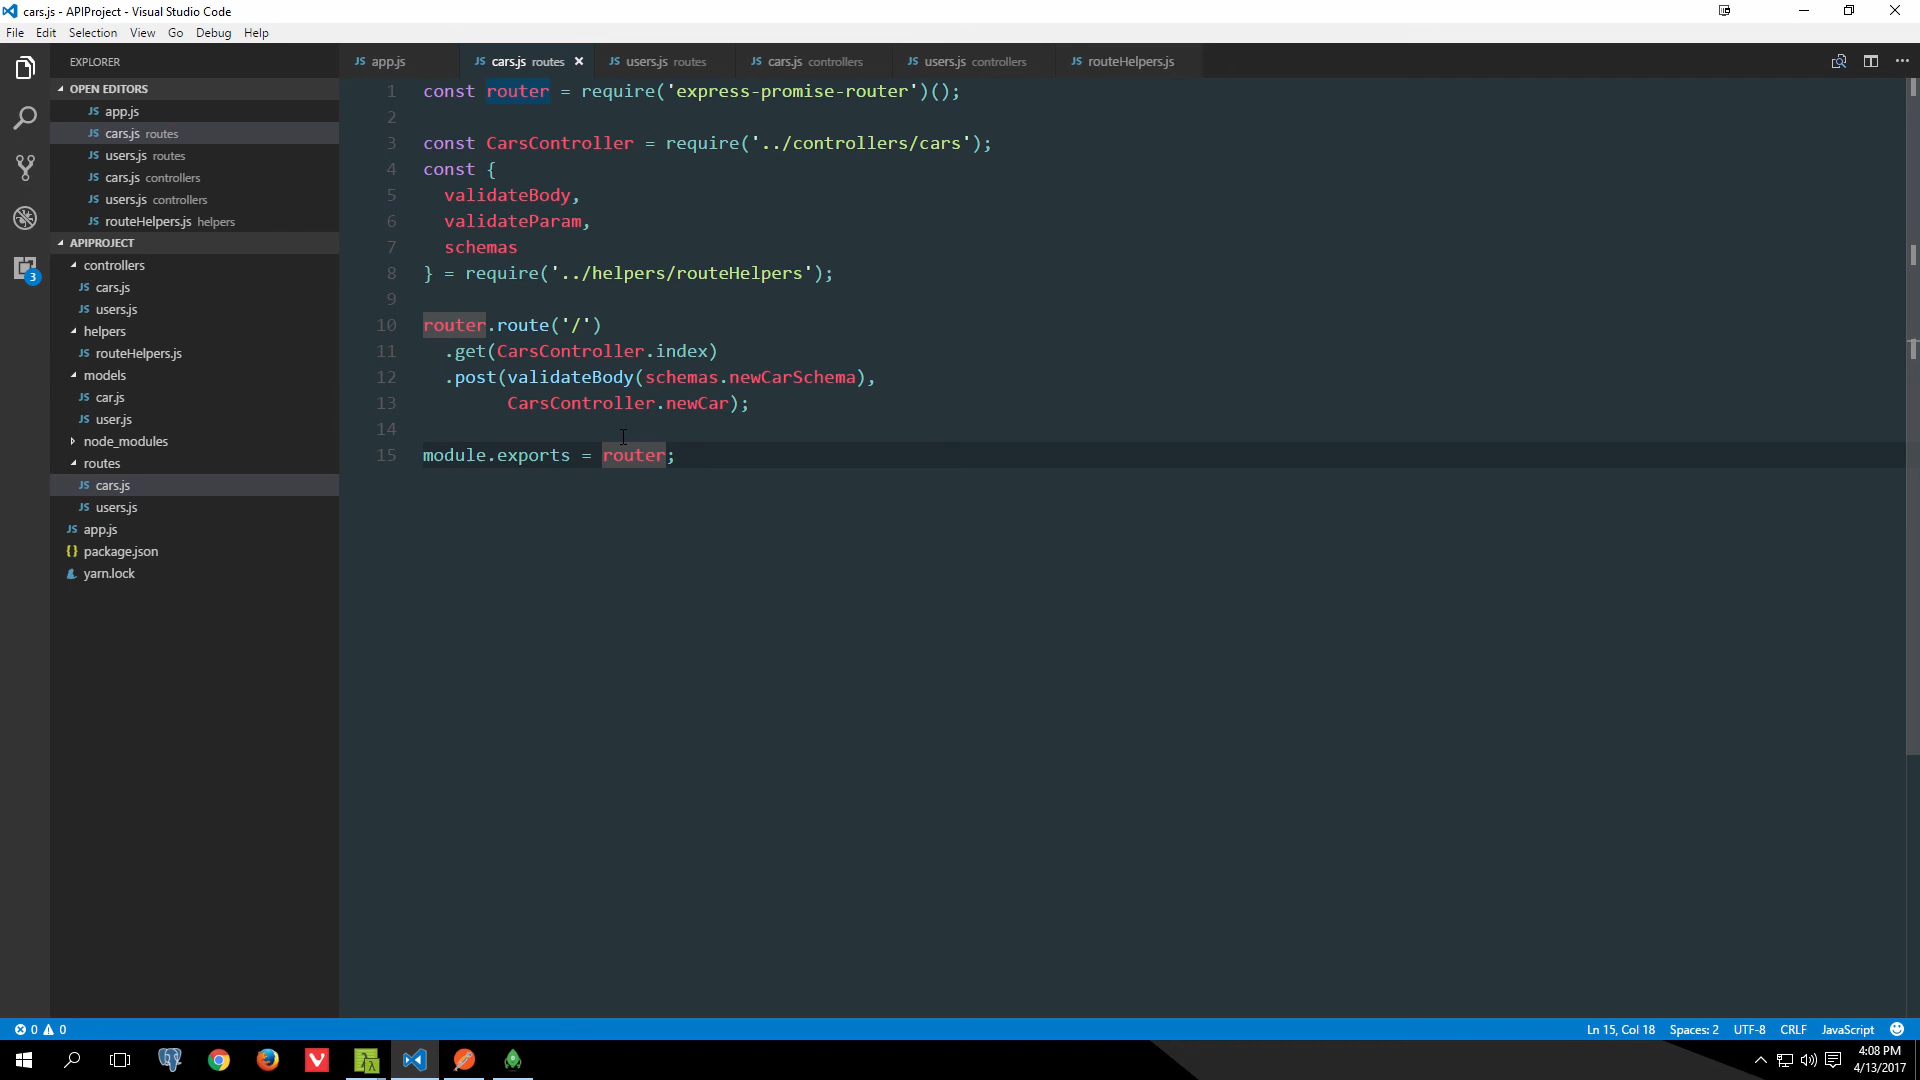 cars.js - APIProject - Visual Studio Code
File Edit Selection View Go Debug Help
EXPLORER
OPEN EDITORS
JS app.js
JS cars.js routes
JS users.js routes
JS cars.js controllers
JS users.js controllers
JS routeHelpers.js helpers
APIPROJECT
controllers
JS cars.js
JS users.js
helpers
JS routeHelpers.js
models
JS car.js
JS user.js
node_modules
routes
JS cars.js
JS users.js
JS app.js
{} package.json
yarn.lock
3
JS app.js JS cars.js routes × JS users.js routes JS cars.js controllers JS users.js controllers JS routeHelpers.js
1 const router = require('express-promise-router')();
2
3 const CarsController = require('../controllers/cars');
4 const {
5 validateBody,
6 validateParam,
7 schemas
8 } = require('../helpers/routeHelpers');
9
10 router.route('/')
11 .get(CarsController.index)
12 .post(validateBody(schemas.newCarSchema),
13 CarsController.newCar);
14
15 module.exports = router;
0 0 Ln 15, Col 18 Spaces: 2 UTF-8 CRLF JavaScript
4:08 PM
4/13/2017